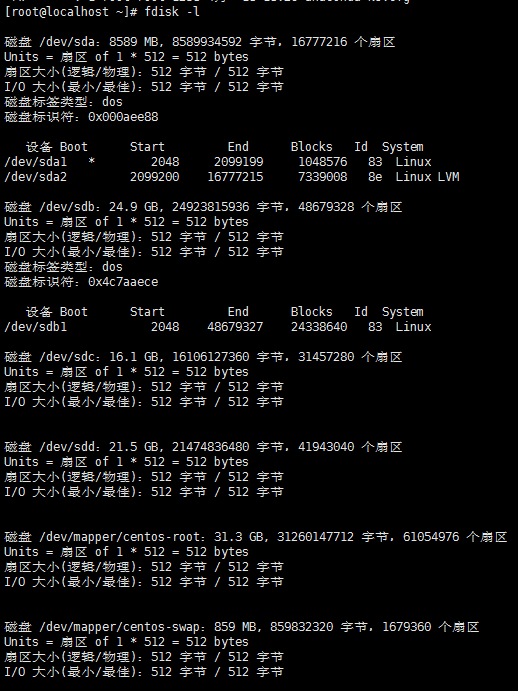 [root@localhost ~]# fdisk -l
磁盘 /dev/sda：8589 MB, 8589934592 字节，16777216 个扇区
Units = 扇区 of 1 * 512 = 512 bytes
扇区大小(逻辑/物理)：512 字节 / 512 字节
I/O 大小(最小/最佳)：512 字节 / 512 字节
磁盘标签类型：dos
磁盘标识符：0x000aee88
设备 Boot Start End Blocks Id System
/dev/sda1 * 2048 2099199 1048576 83 Linux
/dev/sda2 2099200 16777215 7339008 8e Linux LVM
磁盘 /dev/sdb：24.9 GB, 24923815936 字节，48679328 个扇区
Units = 扇区 of 1 * 512 = 512 bytes
扇区大小(逻辑/物理)：512 字节 / 512 字节
I/O 大小(最小/最佳)：512 字节 / 512 字节
磁盘标签类型：dos
磁盘标识符：0x4c7aaece
设备 Boot Start End Blocks Id System
/dev/sdb1 2048 48679327 24338640 83 Linux
磁盘 /dev/sdc：16.1 GB, 16106127360 字节，31457280 个扇区
Units = 扇区 of 1 * 512 = 512 bytes
扇区大小(逻辑/物理)：512 字节 / 512 字节
I/O 大小(最小/最佳)：512 字节 / 512 字节
磁盘 /dev/sdd：21.5 GB, 21474836480 字节，41943040 个扇区
Units = 扇区 of 1 * 512 = 512 bytes
扇区大小(逻辑/物理)：512 字节 / 512 字节
I/O 大小(最小/最佳)：512 字节 / 512 字节
磁盘 /dev/mapper/centos-root：31.3 GB, 31260147712 字节，61054976 个扇区
Units = 扇区 of 1 * 512 = 512 bytes
扇区大小(逻辑/物理)：512 字节 / 512 字节
I/O 大小(最小/最佳)：512 字节 / 512 字节
磁盘 /dev/mapper/centos-swap：859 MB, 859832320 字节，1679360 个扇区
Units = 扇区 of 1 * 512 = 512 bytes
扇区大小(逻辑/物理)：512 字节 / 512 字节
I/O 大小(最小/最佳)：512 字节 / 512 字节